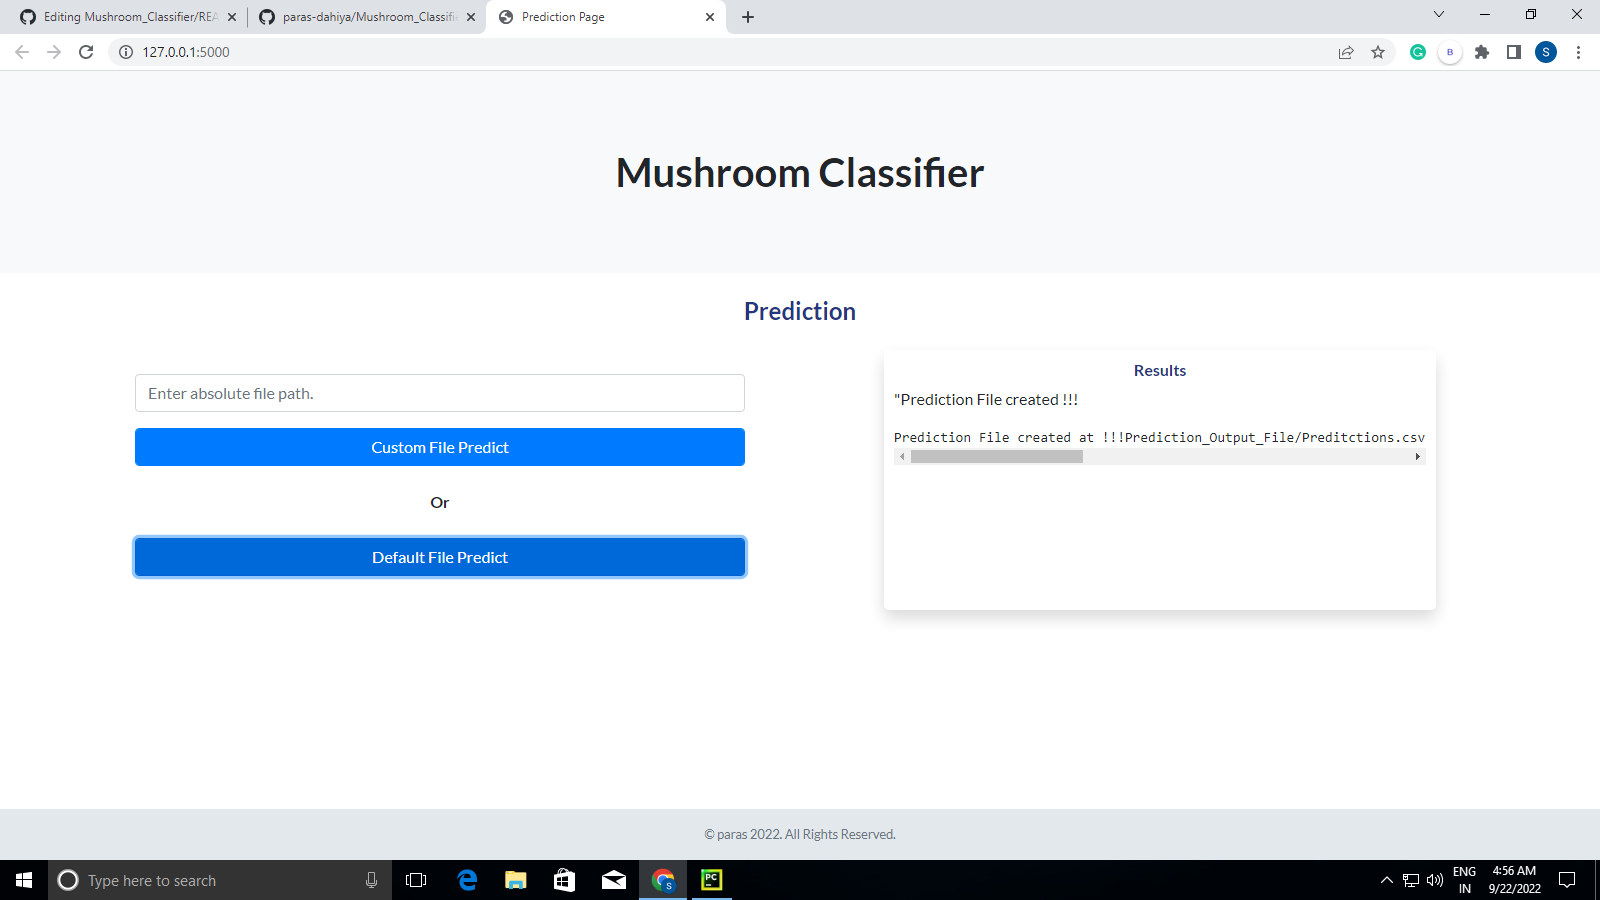 Editing Mushroom_Classifier/REA
paras-dahiya/Mushroom_Classifi
Prediction Page
127.0.0.1:5000
B
S
Mushroom Classifier
Prediction
Enter absolute file path.
Custom File Predict
Or
Default File Predict
Results
"Prediction File created !!!
Prediction File created at !!!Prediction_Output_File/Preditctions.csv
© paras 2022. All Rights Reserved.
Type here to search
S
PC
ENG
IN
4:56 AM
9/22/2022